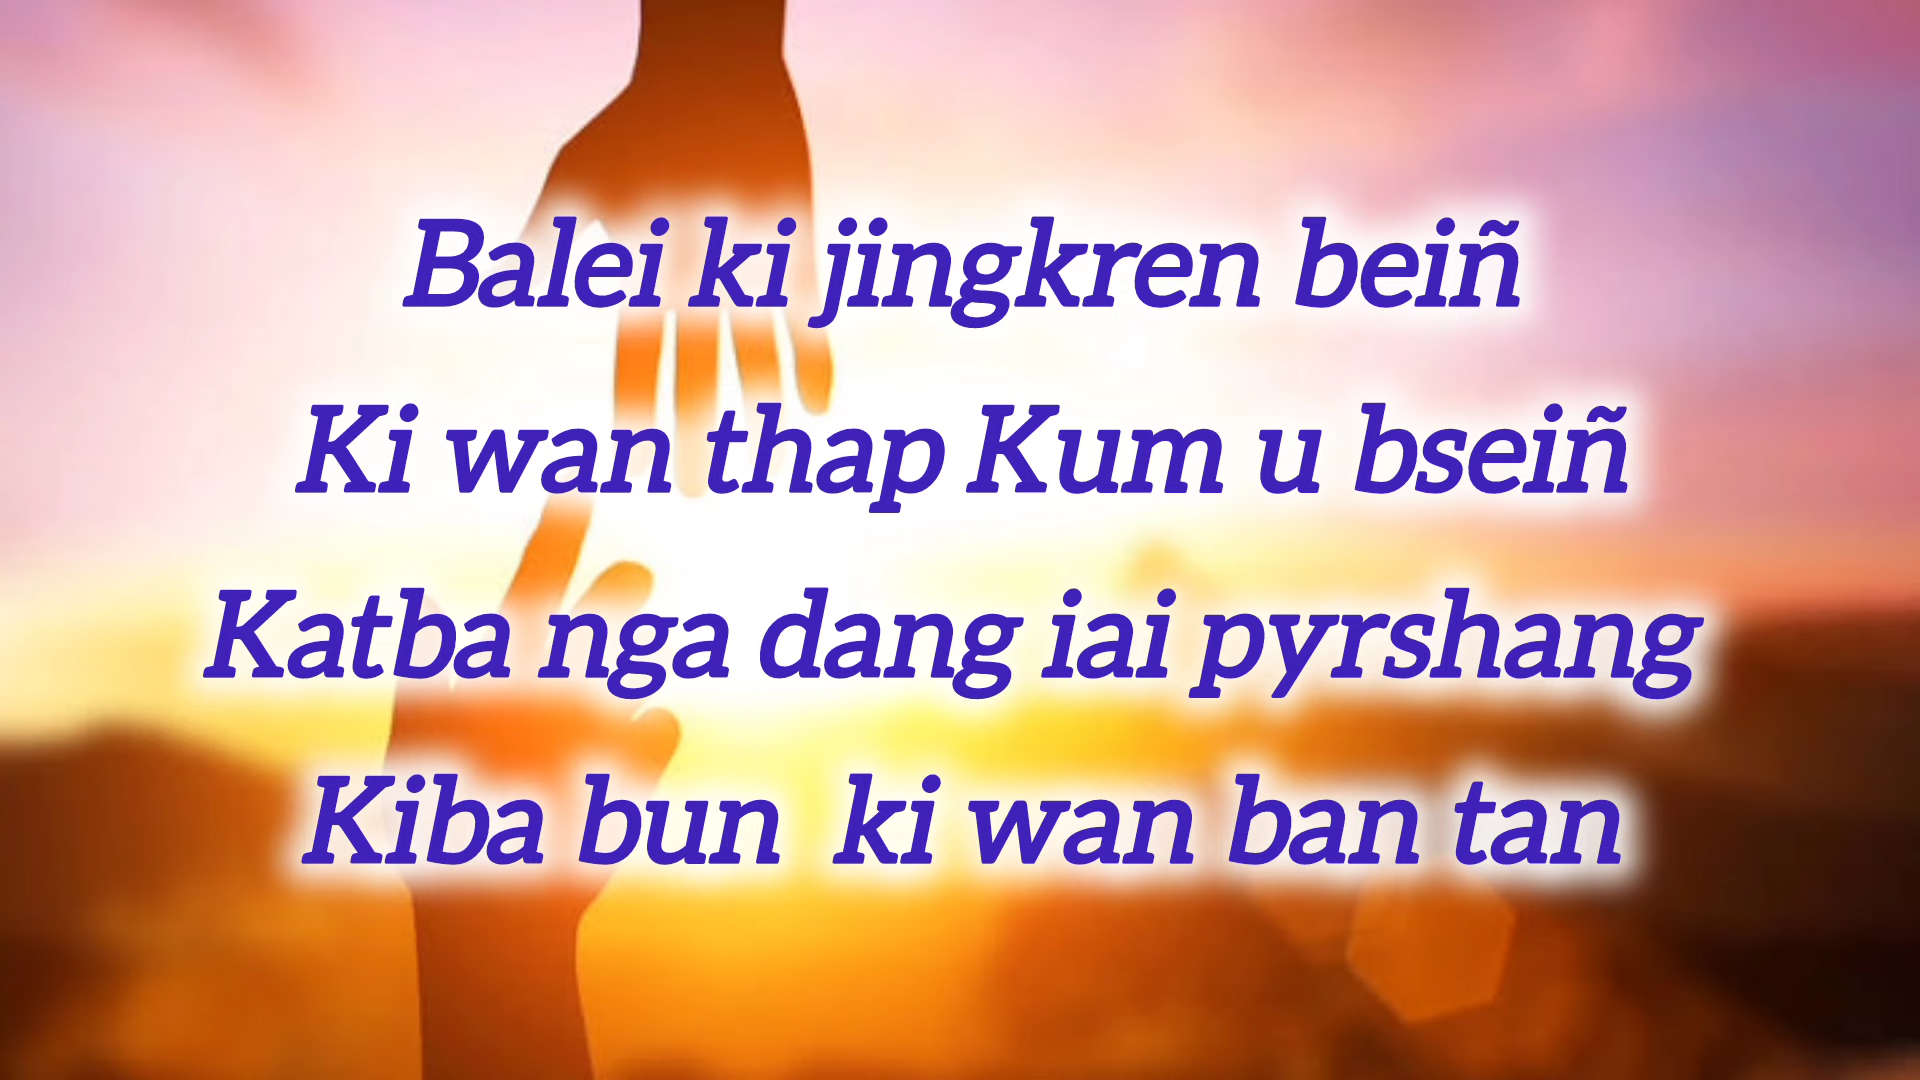 Balei ki jingkren beiñ
Ki wan thap Kum u bseiñ
Katba nga dang iai pyrshang
Kiba bun ki wan ban tan